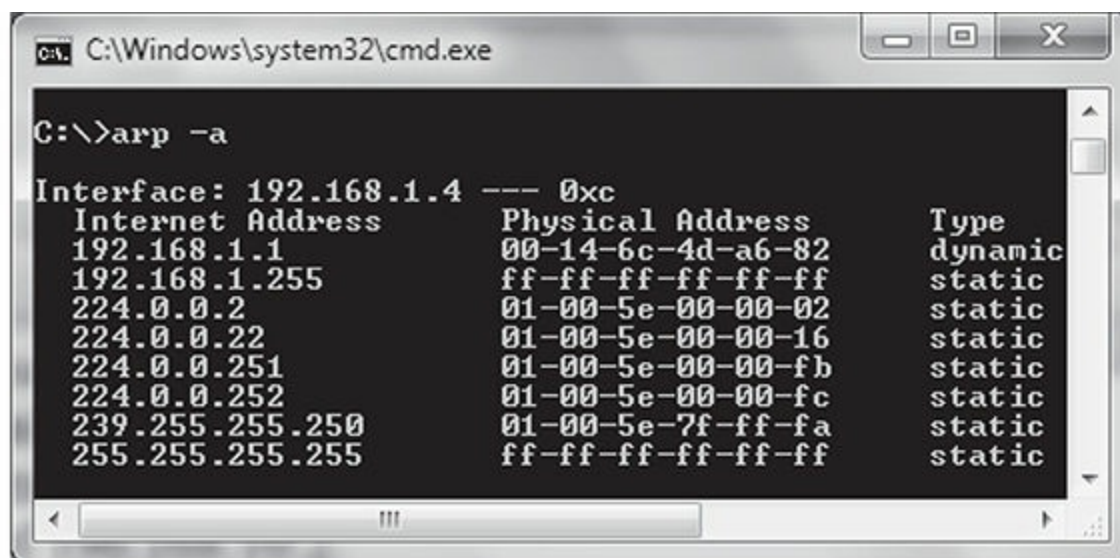 C:\Windows\system32\cmd.exe
C:\>arp -a
Interface: 192.168.1.4 --- 0xc
Internet Address Physical Address Type
192.168.1.1 00-14-6c-4d-a6-82 dynamic
192.168.1.255 ff-ff-ff-ff-ff-ff static
224.0.0.2 01-00-5e-00-00-02 static
224.0.0.22 01-00-5e-00-00-16 static
224.0.0.251 01-00-5e-00-00-fb static
224.0.0.252 01-00-5e-00-00-fc static
239.255.255.250 01-00-5e-7f-ff-fa static
255.255.255.255 ff-ff-ff-ff-ff-ff static